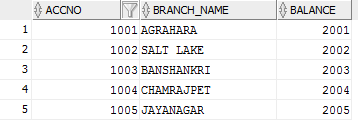 ACCNO BRANCH_NAME BALANCE
1 1001 AGRAHARA 2001
2 1002 SALT LAKE 2002
3 1003 BANSHANKRI 2003
4 1004 CHAMRAJPET 2004
5 1005 JAYANAGAR 2005